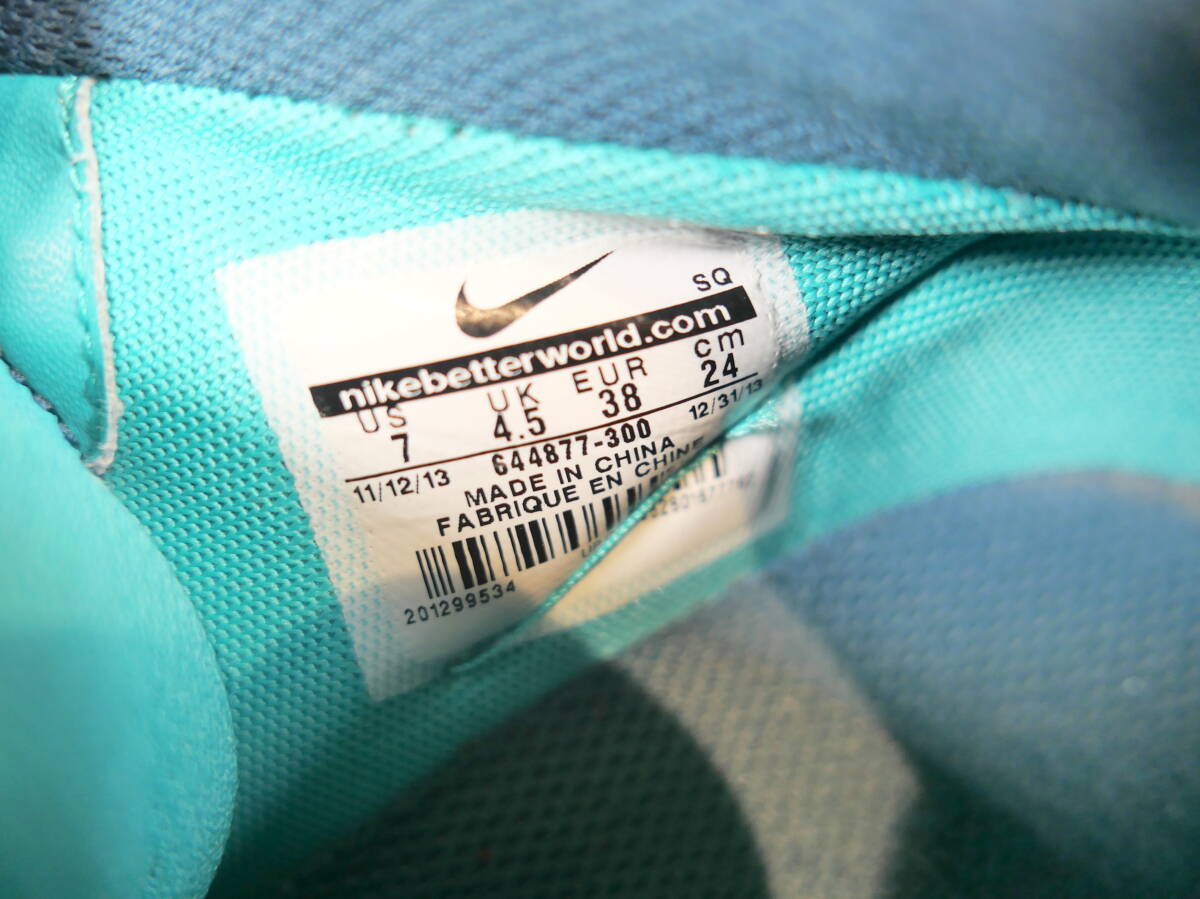 SQ
nikebetterworld.com
US UK EUR cm
7 4.5 38 24
11/12/13 644877-300 12/31/13
MADE IN CHINA
FABRIQUE EN CHINE
201299534